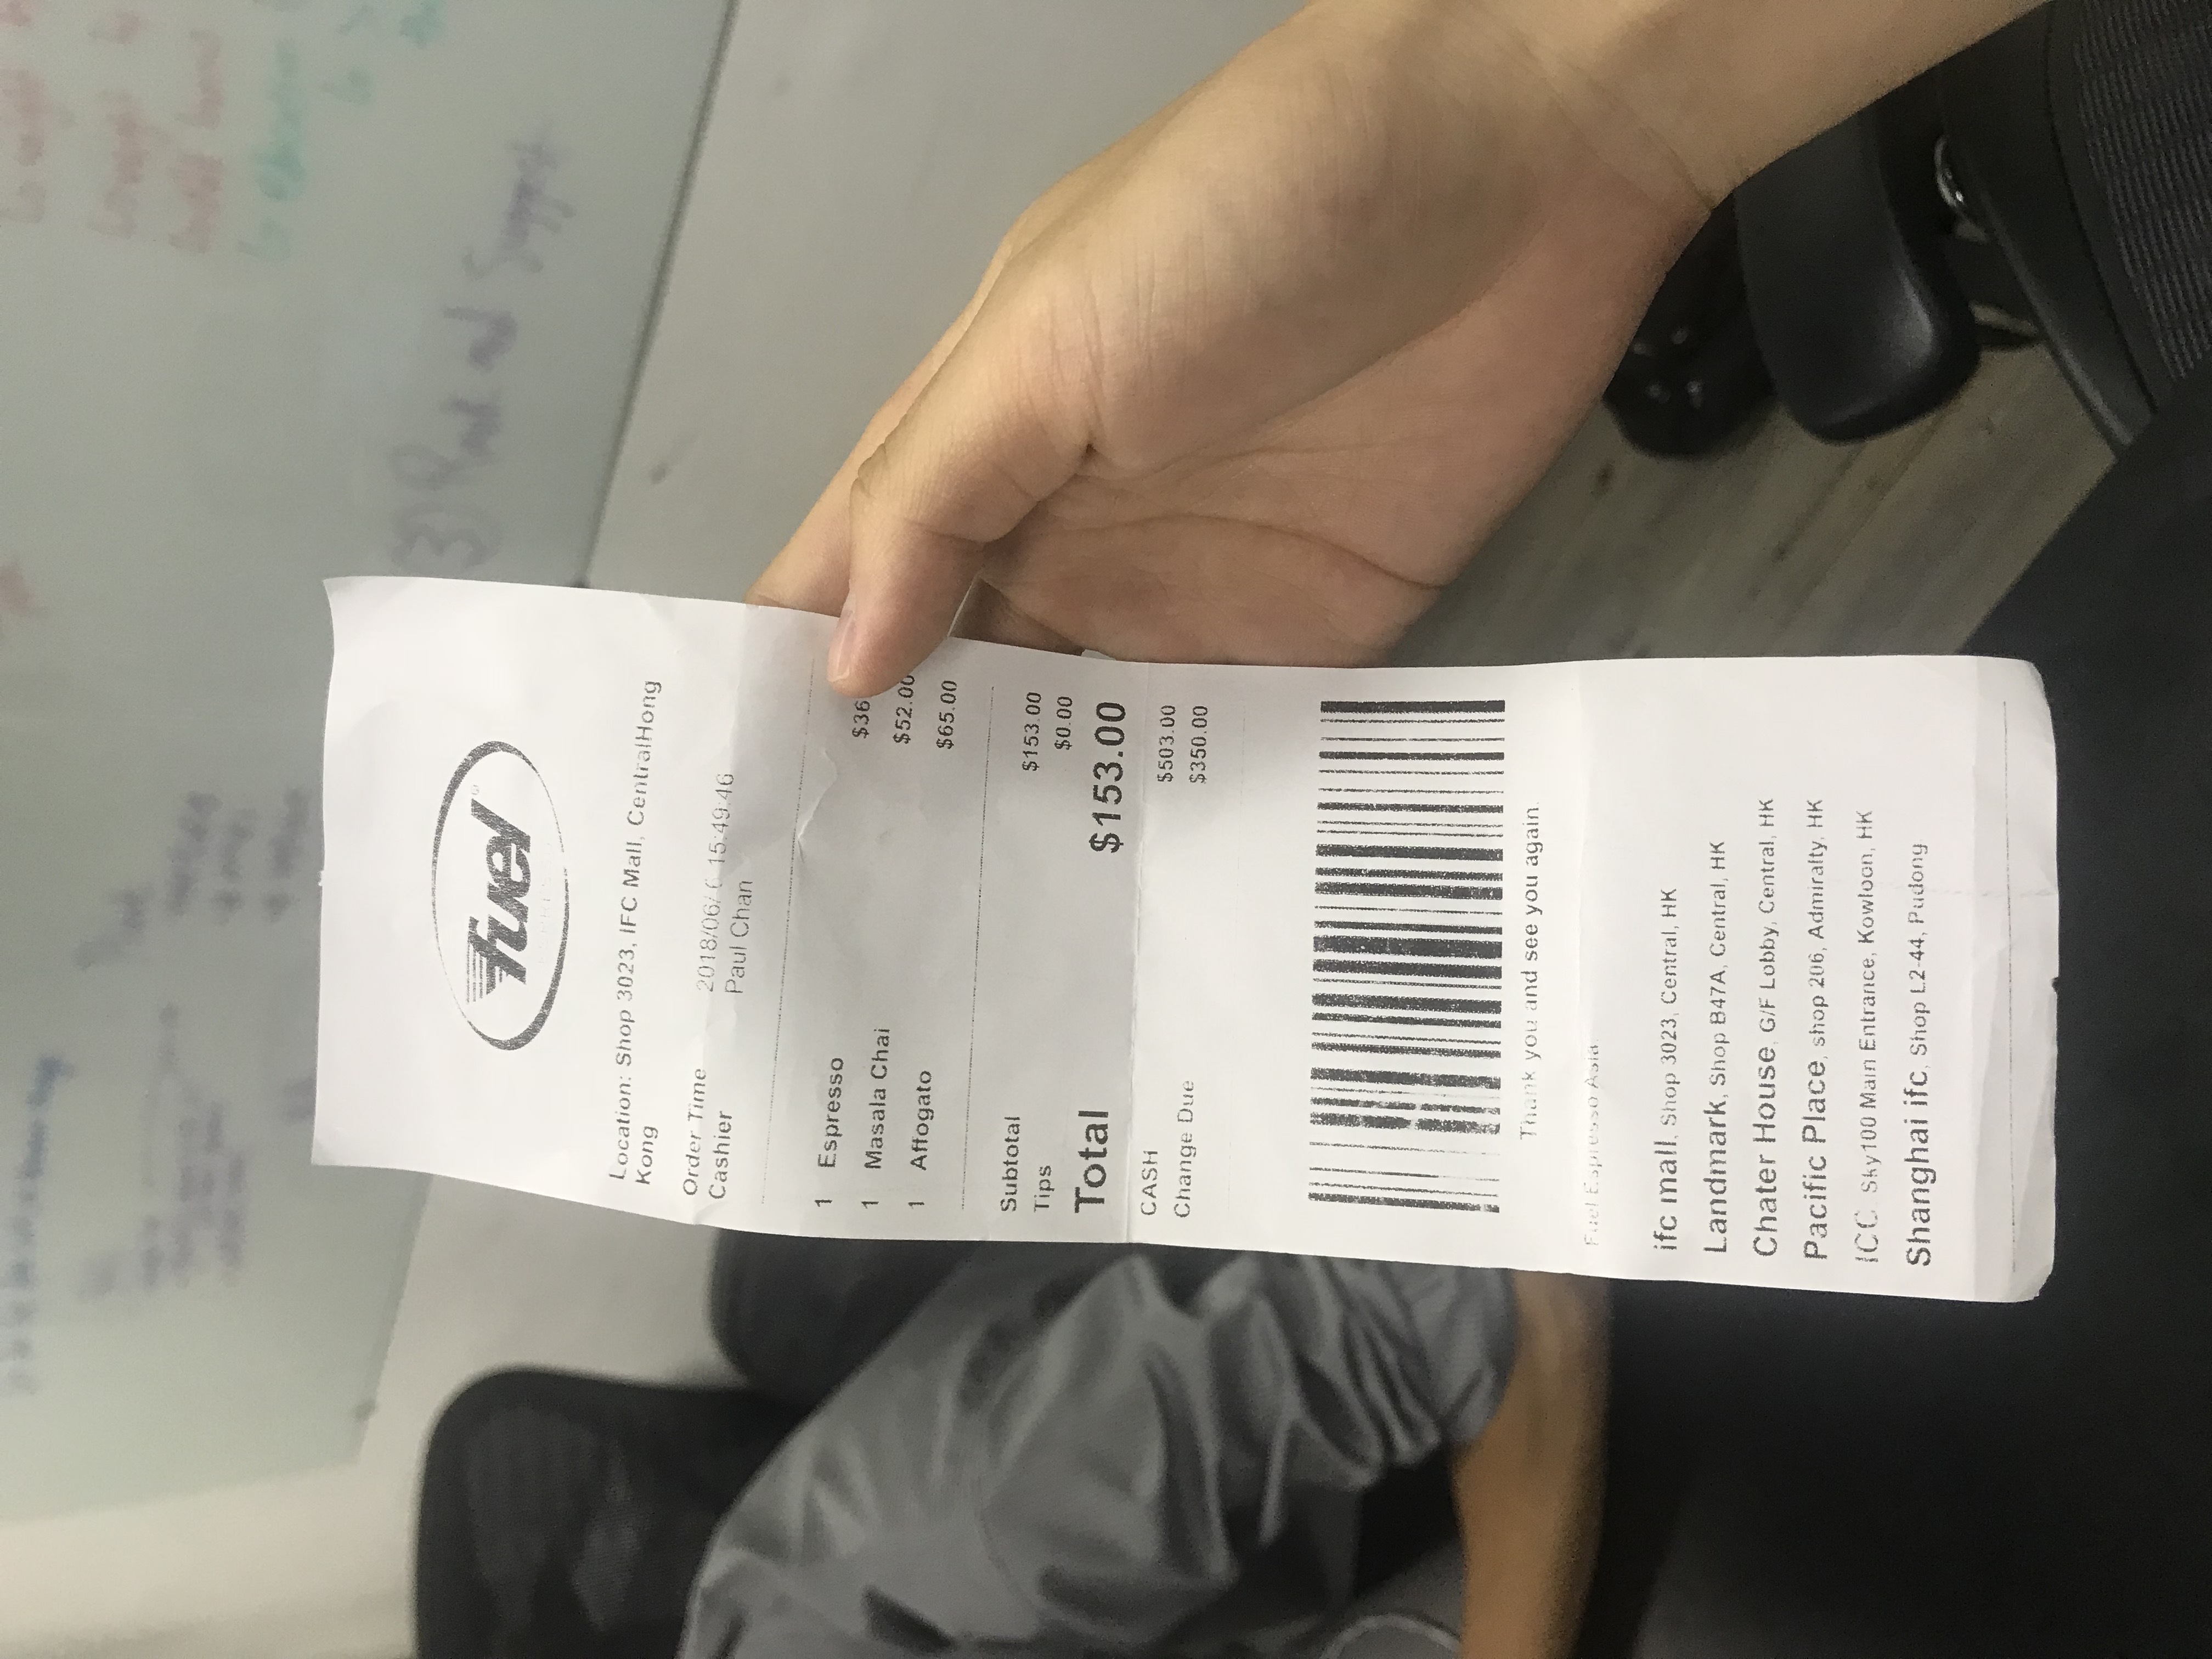 fuel
ESPRESSO
Location: Shop 3023, IFC Mall, CentralHong
Kong
Order Time 15:49:46
Cashier Paul Chan
1 Espresso $36
1 Masala Chai $52.00
1 Affogato $65.00
Subtotal $153.00
Tips $0.00
Total $153.00
CASH $503.00
Change Due $350.00
Thank you and see you again.
Fuel Espresso Asia
ifc mall, Shop 3023, Central, HK
Landmark, Shop B47A, Central, HK
Chater House, G/F Lobby, Central, HK
Pacific Place, shop 206, Admiralty, HK
ICC Sky100 Main Entrance, Kowloon, HK
Shanghai ifc, Shop L2-44, Pudong